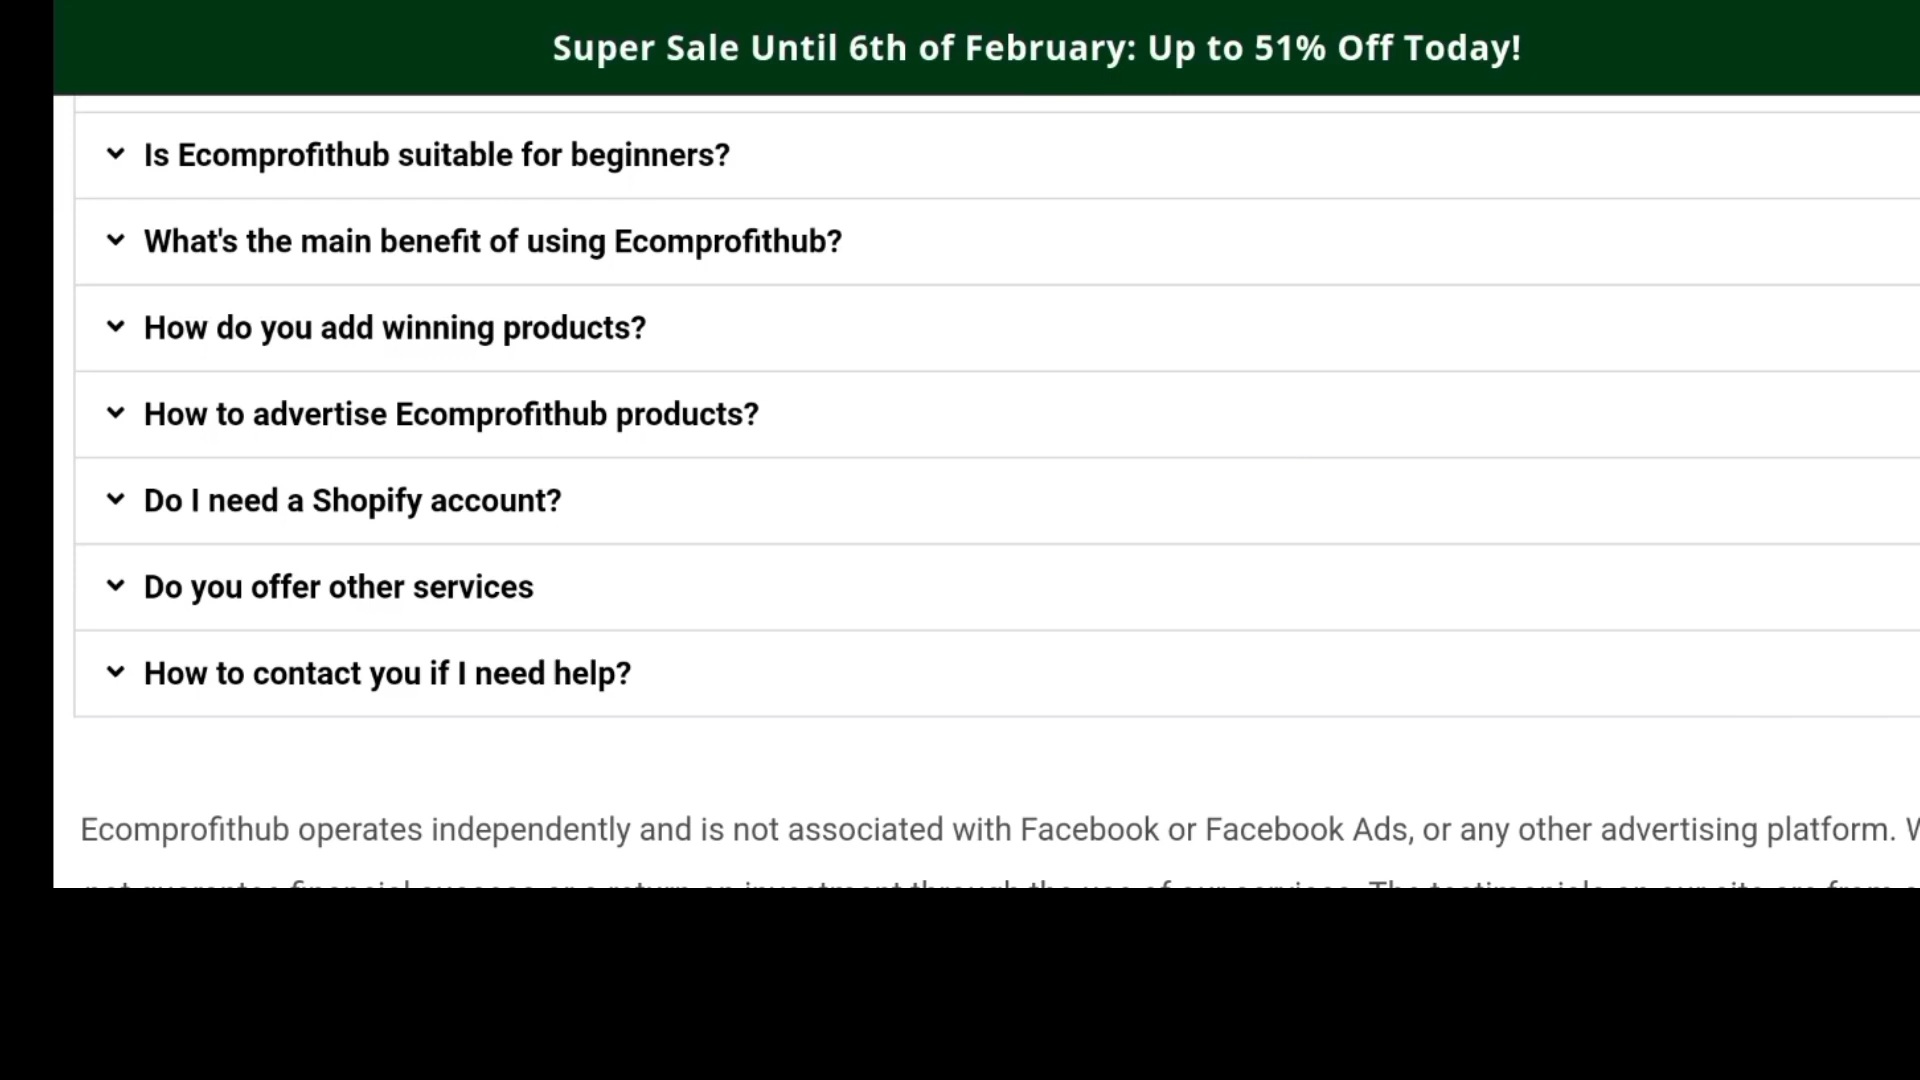 Super Sale Until 6th of February: Up to 51% Off Today!
Is Ecomprofithub suitable for beginners?
What's the main benefit of using Ecomprofithub?
How do you add winning products?
How to advertise Ecomprofithub products?
Do I need a Shopify account?
Do you offer other services
How to contact you if I need help?
Ecomprofithub operates independently and is not associated with Facebook or Facebook Ads, or any other advertising platform.